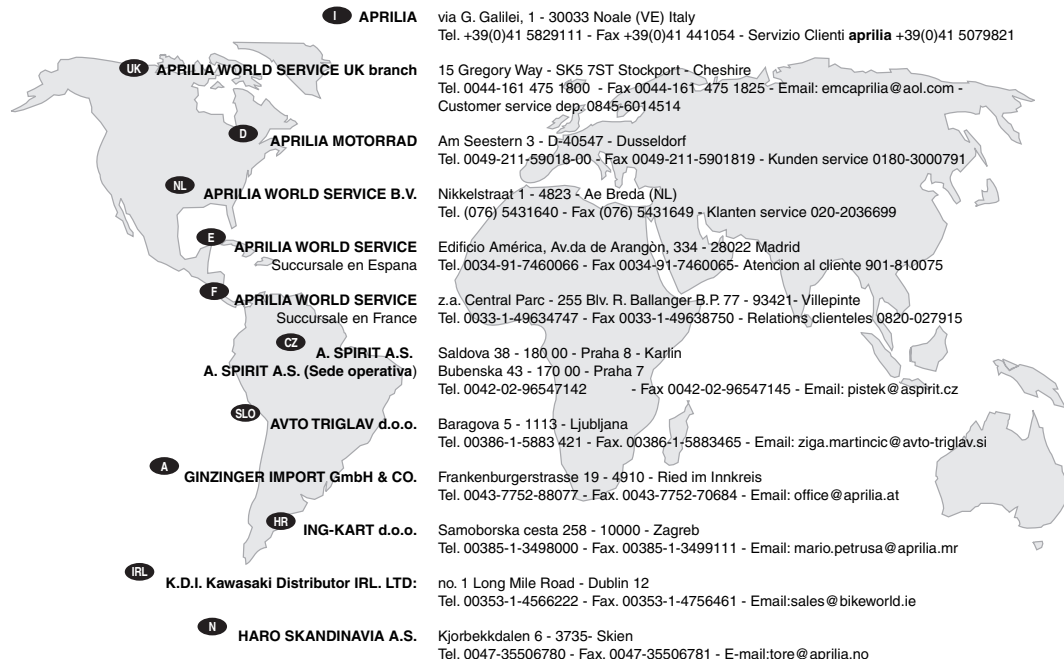 I APRILIA via G. Galilei, 1 - 30033 Noale (VE) Italy
Tel. +39(0)41 5829111 - Fax +39(0)41 441054 - Servizio Clienti aprilia +39(0)41 5079821
UK APRILIA WORLD SERVICE UK branch 15 Gregory Way - SK5 7ST Stockport - Cheshire
Tel. 0044-161 475 1800 - Fax 0044-161 475 1825 - Email: emcaprilia@aol.com -
Customer service dep. 0845-6014514
D APRILIA MOTORRAD Am Seestern 3 - D-40547 - Dusseldorf
Tel. 0049-211-59018-00 - Fax 0049-211-5901819 - Kunden service 0180-3000791
NL APRILIA WORLD SERVICE B.V. Nikkelstraat 1 - 4823 - Ae Breda (NL)
Tel. (076) 5431640 - Fax (076) 5431649 - Klanten service 020-2036699
E APRILIA WORLD SERVICE Edificio América, Av.da de Arangòn, 334 - 28022 Madrid
Succursale en Espana Tel. 0034-91-7460066 - Fax 0034-91-7460065- Atencion al cliente 901-810075
F APRILIA WORLD SERVICE z.a. Central Parc - 255 Blv. R. Ballanger B.P. 77 - 93421- Villepinte
Succursale en France Tel. 0033-1-49634747 - Fax 0033-1-49638750 - Relations clienteles 0820-027915
CZ A. SPIRIT A.S. Saldova 38 - 180 00 - Praha 8 - Karlin
A. SPIRIT A.S. (Sede operativa) Bubenska 43 - 170 00 - Praha 7
Tel. 0042-02-96547142 - Fax 0042-02-96547145 - Email: pistek@aspirit.cz
SLO AVTO TRIGLAV d.o.o. Baragova 5 - 1113 - Ljubljana
Tel. 00386-1-5883 421 - Fax. 00386-1-5883465 - Email: ziga.martincic@avto-triglav.si
A GINZINGER IMPORT GmbH & CO. Frankenburgerstrasse 19 - 4910 - Ried im Innkreis
Tel. 0043-7752-88077 - Fax. 0043-7752-70684 - Email: office@aprilia.at
HR ING-KART d.o.o. Samoborska cesta 258 - 10000 - Zagreb
Tel. 00385-1-3498000 - Fax. 00385-1-3499111 - Email: mario.petrusa@aprilia.mr
IRL K.D.I. Kawasaki Distributor IRL. LTD: no. 1 Long Mile Road - Dublin 12
Tel. 00353-1-4566222 - Fax. 00353-1-4756461 - Email:sales@bikeworld.ie
N HARO SKANDINAVIA A.S. Kjorbekkdalen 6 - 3735- Skien
Tel. 0047-35506780 - Fax. 0047-35506781 - E-mail:tore@aprilia.no